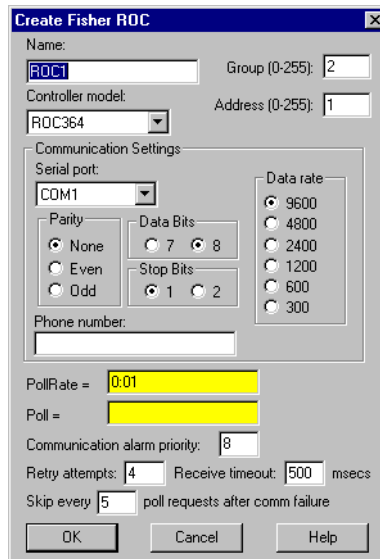 Create Fisher ROC
Name:
ROC1
Group (0-255): 2
Controller model:
Address (0-255): 1
ROC364
Communication Settings
Serial port:
COM1
Data rate
9600
4800
2400
1200
600
300
Parity
None
Even
Odd
Data Bits
7 8
Stop Bits
1 2
Phone number:
PollRate = 0:01
Poll =
Communication alarm priority: 8
Retry attempts: 4 Receive timeout: 500 msecs
Skip every 5 poll requests after comm failure
OK Cancel Help